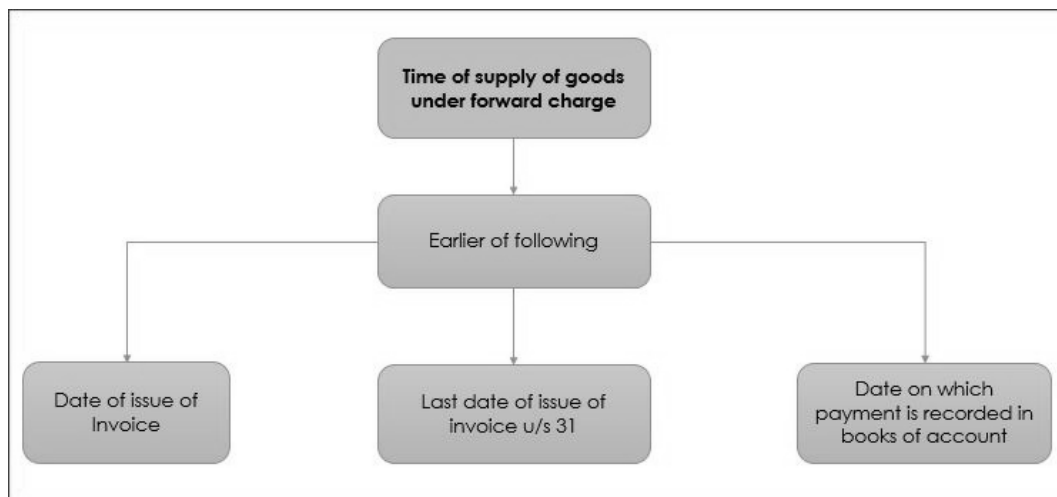 Time of supply of goods
under forward charge
Earlier of following
Date of issue of
Invoice
Last date of issue of
invoice u/s 31
Date on which
payment is recorded in
books of account